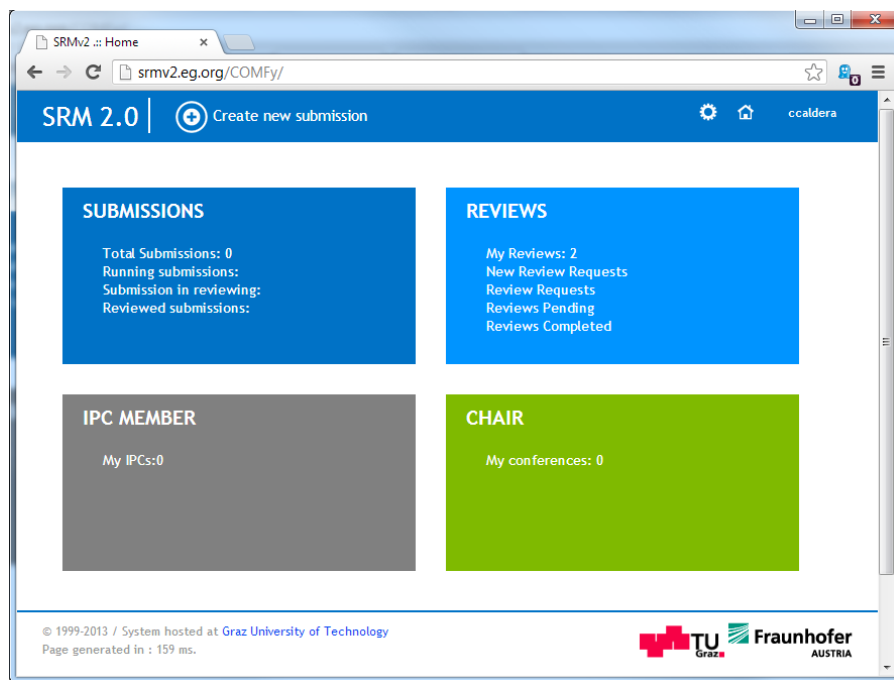 SRMv2 .:: Home
srmv2.eg.org/COMFy/
0
SRM 2.0
Create new submission
ccaldera
SUBMISSIONS
Total Submissions: 0
Running submissions:
Submission in reviewing:
Reviewed submissions:
REVIEWS
My Reviews: 2
New Review Requests
Review Requests
Reviews Pending
Reviews Completed
IPC MEMBER
My IPCs:0
CHAIR
My conferences: 0
© 1999-2013 / System hosted at Graz University of Technology
Page generated in : 159 ms.
TU
Graz
Fraunhofer
AUSTRIA